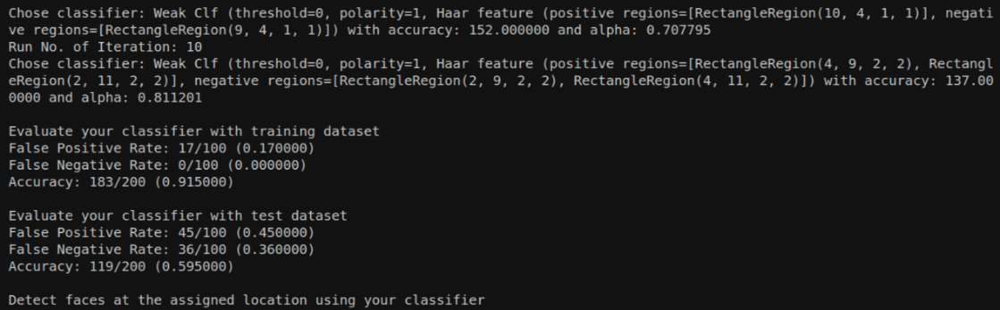 Chose classifier: Weak Clf (threshold=0, polarity=1, Haar feature (positive regions=[RectangleRegion(10, 4, 1, 1)], negati
ve regions=[RectangleRegion(9, 4, 1, 1)]) with accuracy: 152.000000 and alpha: 0.707795
Run No. of Iteration: 10
Chose classifier: Weak Clf (threshold=0, polarity=1, Haar feature (positive regions=[RectangleRegion(4, 9, 2, 2), Rectangl
eRegion(2, 11, 2, 2)], negative regions=[RectangleRegion(2, 9, 2, 2), RectangleRegion(4, 11, 2, 2)]) with accuracy: 137.00
0000 and alpha: 0.811201
Evaluate your classifier with training dataset
False Positive Rate: 17/100 (0.170000)
False Negative Rate: 0/100 (0.000000)
Accuracy: 183/200 (0.915000)
Evaluate your classifier with test dataset
False Positive Rate: 45/100 (0.450000)
False Negative Rate: 36/100 (0.360000)
Accuracy: 119/200 (0.595000)
Detect faces at the assigned location using your classifier